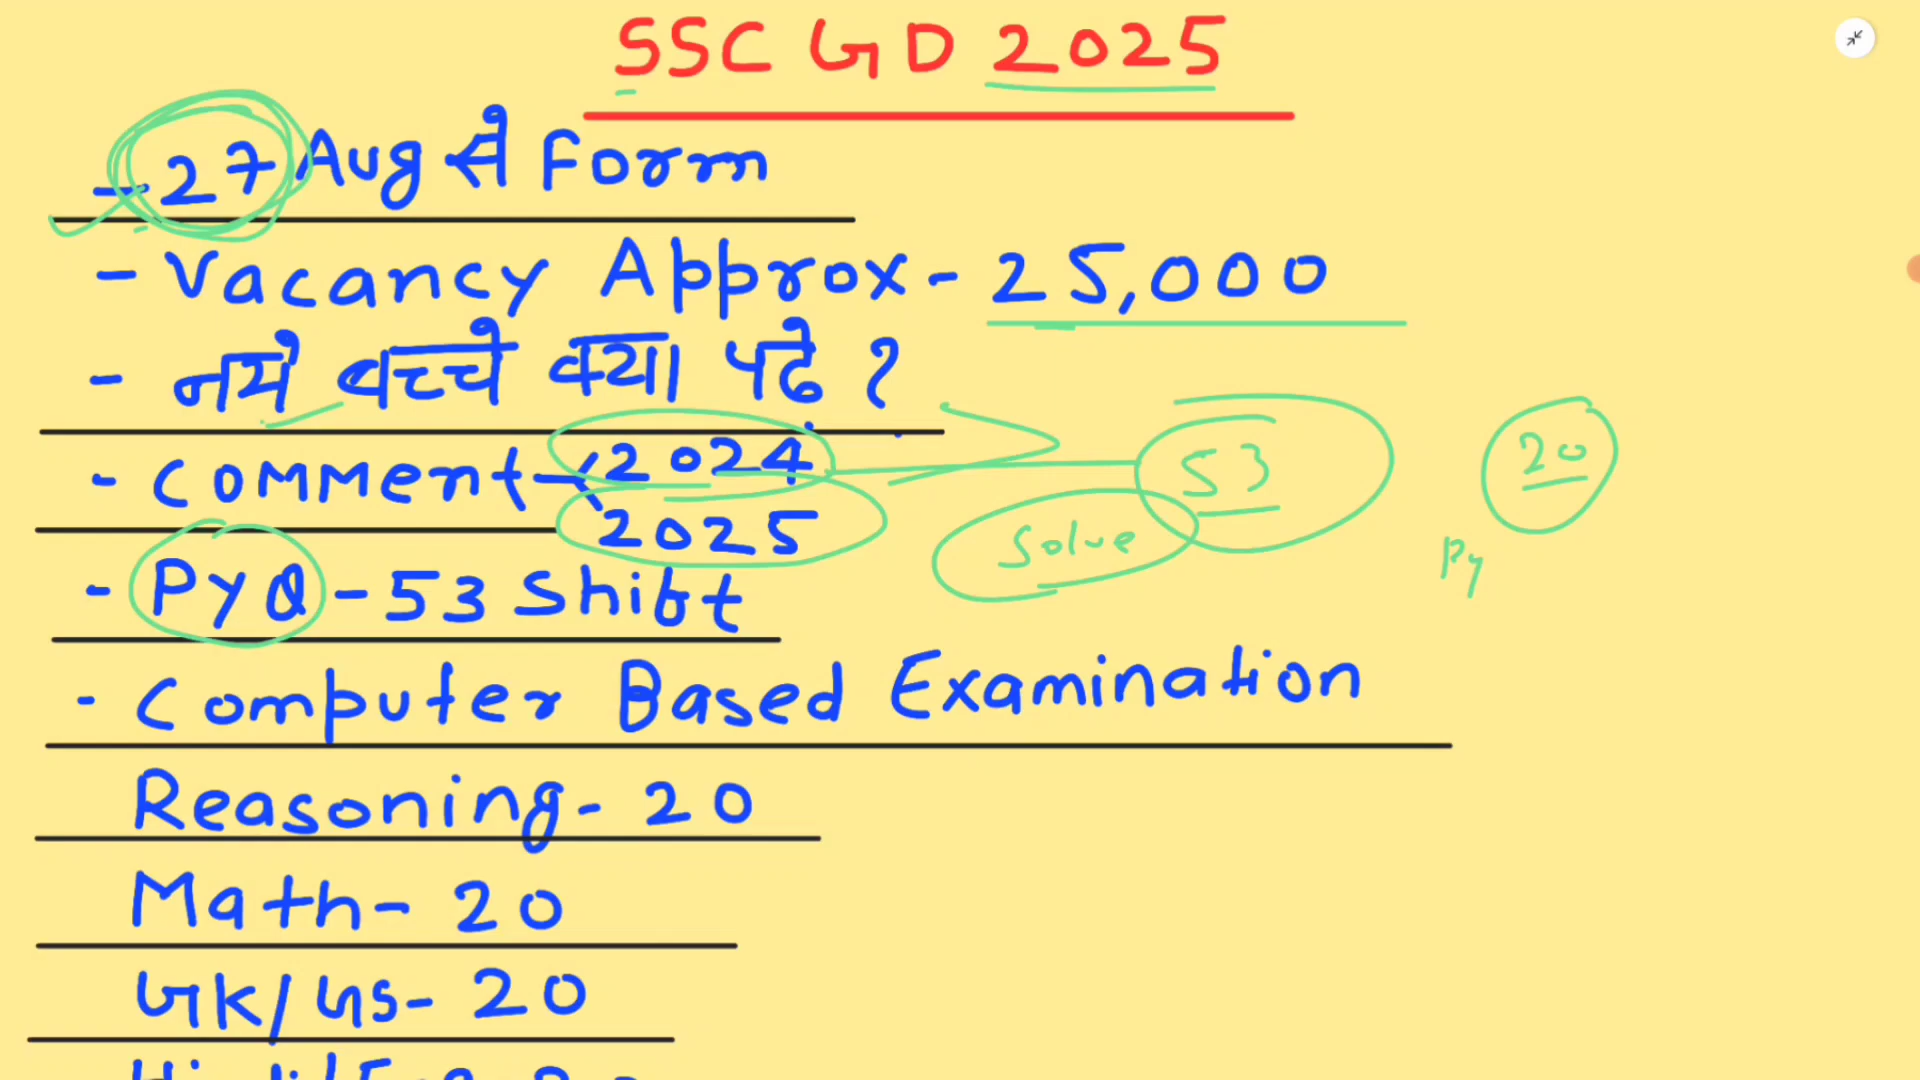 SSC GD 2025
- 27 Aug से Form
- Vacancy Approx - 25,000
- नये बच्चे क्या पढे ?
- Comment < 2024 53 20
2025 Solve Py
- PYQ - 53 Shift
- Computer Based Examination
Reasoning - 20
Math - 20
GK/GS - 20